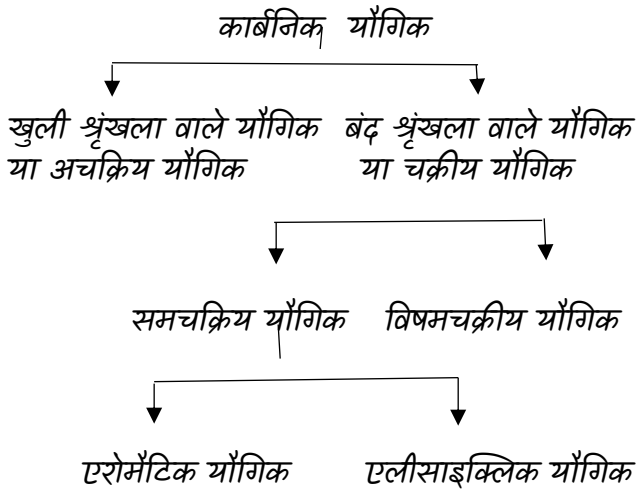 कार्बनिक यौगिक
खुली श्रृंखला वाले यौगिक
या अचक्रिय यौगिक
बंद श्रृंखला वाले यौगिक
या चक्रीय यौगिक
समचक्रिय यौगिक
विषमचक्रीय यौगिक
एरोमैटिक यौगिक
एलीसाइक्लिक यौगिक